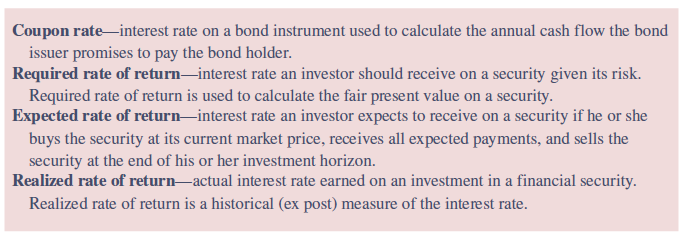 Coupon rate—interest rate on a bond instrument used to calculate the annual cash flow the bond
issuer promises to pay the bond holder.
Required rate of return—interest rate an investor should receive on a security given its risk.
Required rate of return is used to calculate the fair present value on a security.
Expected rate of return—interest rate an investor expects to receive on a security if he or she
buys the security at its current market price, receives all expected payments, and sells the
security at the end of his or her investment horizon.
Realized rate of return—actual interest rate earned on an investment in a financial security.
Realized rate of return is a historical (ex post) measure of the interest rate.